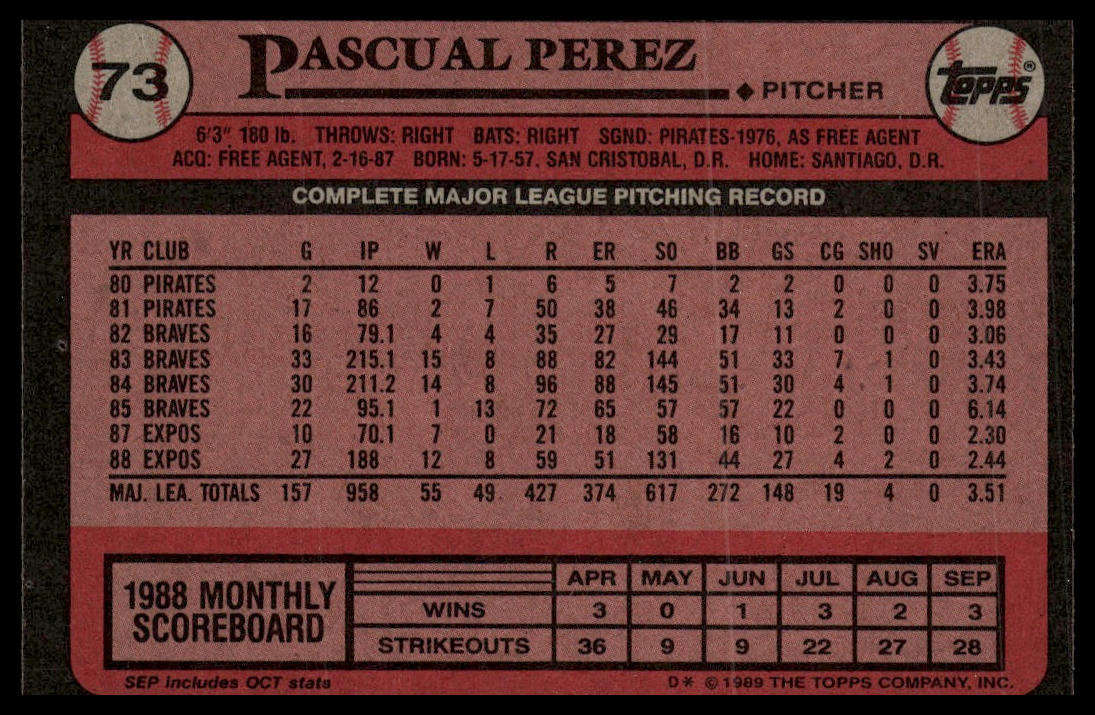 73
PASCUAL PEREZ
◆ PITCHER
TOPPS®
6'3", 180 lb. THROWS: RIGHT BATS: RIGHT SGND: PIRATES-1976, AS FREE AGENT
ACQ: FREE AGENT, 2-16-87 BORN: 5-17-57, SAN CRISTOBAL, D.R. HOME: SANTIAGO, D.R.
COMPLETE MAJOR LEAGUE PITCHING RECORD
YR CLUB G IP W L R ER SO BB GS CG SHO SV ERA
80 PIRATES 2 12 0 1 6 5 7 2 2 0 0 0 3.75
81 PIRATES 17 86 2 7 50 38 46 34 13 2 0 0 3.98
82 BRAVES 16 79.1 4 4 35 27 29 17 11 0 0 0 3.06
83 BRAVES 33 215.1 15 8 88 82 144 51 33 7 1 0 3.43
84 BRAVES 30 211.2 14 8 96 88 145 51 30 4 1 0 3.74
85 BRAVES 22 95.1 1 13 72 65 57 57 22 0 0 0 6.14
87 EXPOS 10 70.1 7 0 21 18 58 16 10 2 0 0 2.30
88 EXPOS 27 188 12 8 59 51 131 44 27 4 2 0 2.44
MAJ. LEA. TOTALS 157 958 55 49 427 374 617 272 148 19 4 0 3.51
1988 MONTHLY
SCOREBOARD
APR MAY JUN JUL AUG SEP
WINS 3 0 1 3 2 3
STRIKEOUTS 36 9 9 22 27 28
SEP includes OCT stats
D* © 1989 THE TOPPS COMPANY, INC.